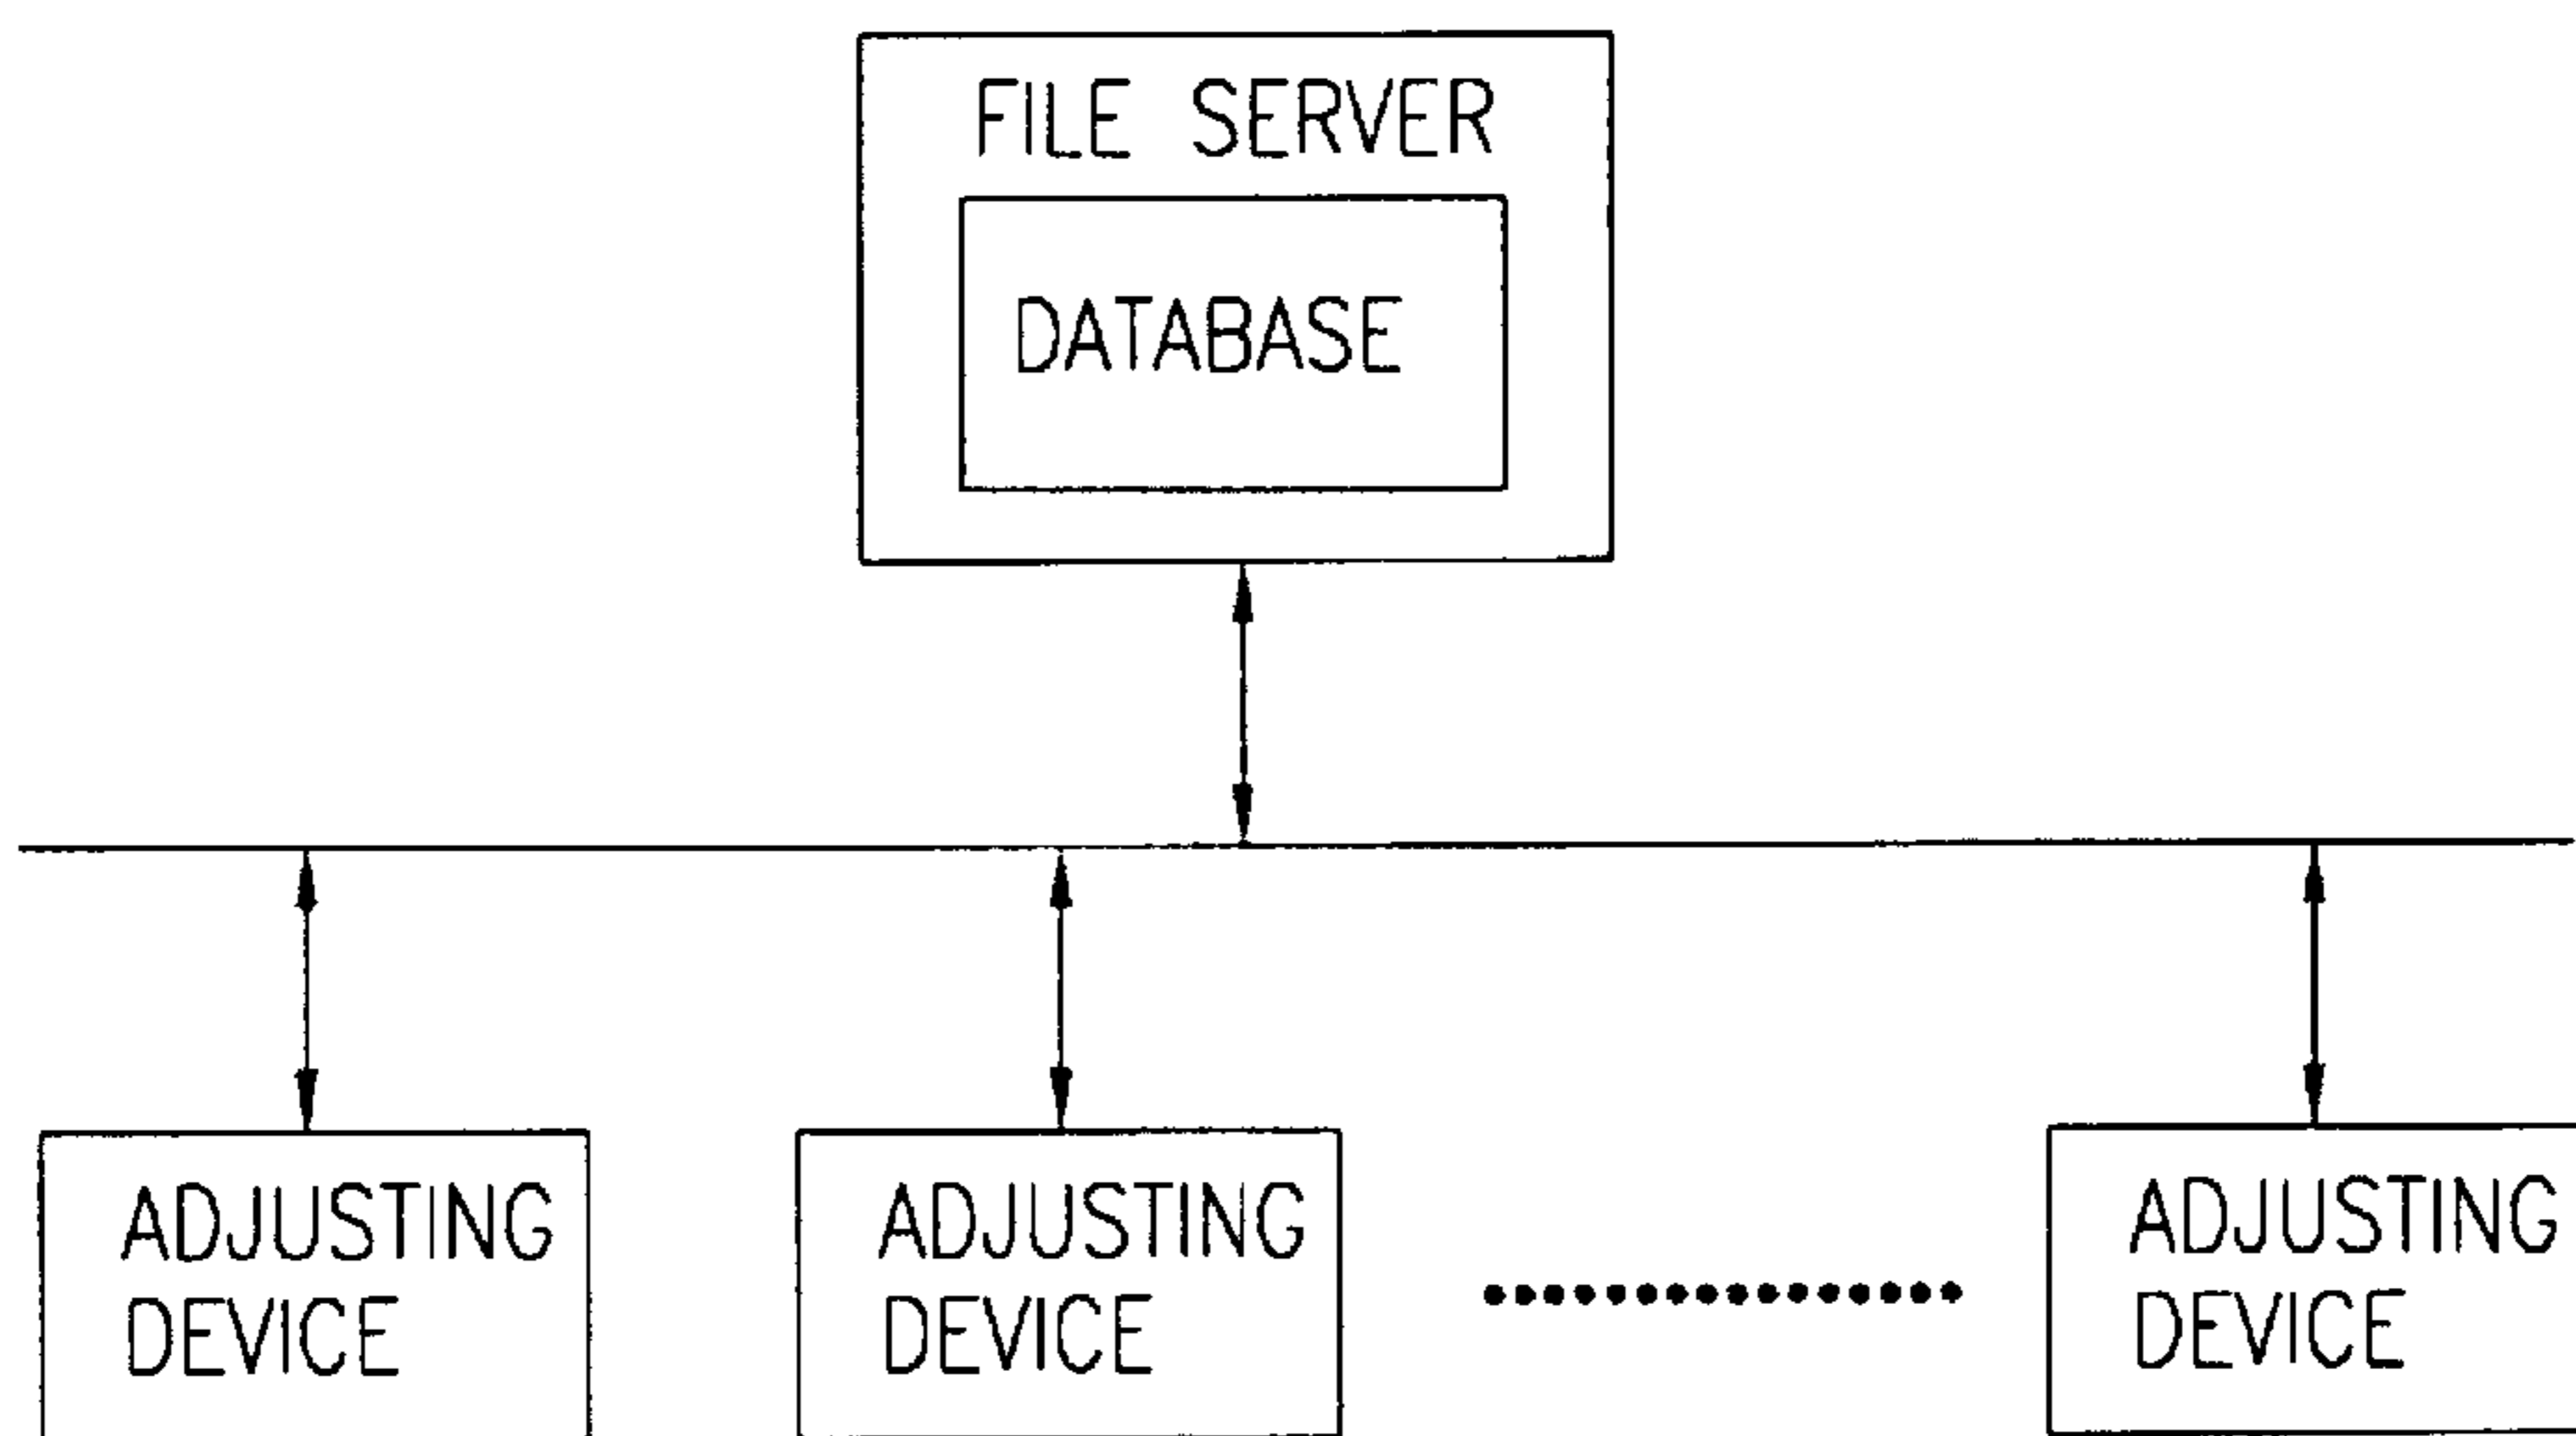 FILE SERVER
DATABASE
ADJUSTING
DEVICE
ADJUSTING
DEVICE
ADJUSTING
DEVICE